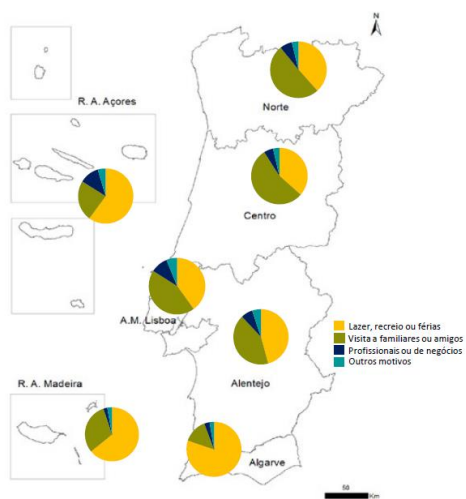 N
R. A. Açores
Norte
Centro
A.M. Lisboa
Lazer, recreio ou férias
Visita a familiares ou amigos
Profissionais ou de negócios
Outros motivos
Alentejo
R. A. Madeira
Algarve
58
Km